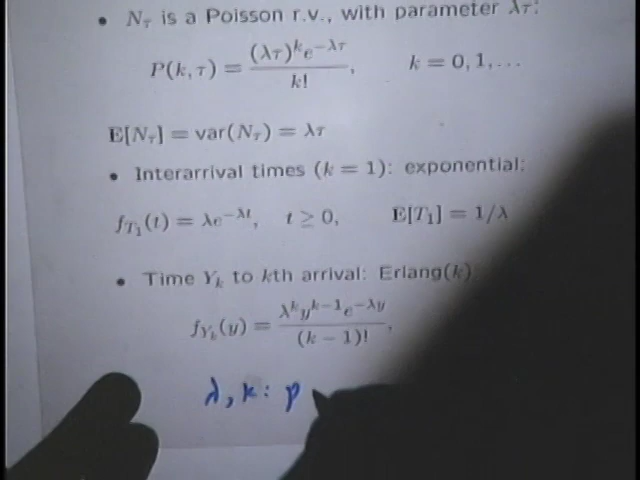 • N_τ is a Poisson r.v., with parameter λτ:
P(k, τ) = (λτ)^k e^{−λτ} / k!,   k = 0, 1, ...
E[N_τ] = var(N_τ) = λτ
• Interarrival times (k = 1): exponential:
f_{T_1}(t) = λe^{−λt},   t ≥ 0,   E[T_1] = 1/λ
• Time Y_k to kth arrival: Erlang(k)
f_{Y_k}(y) = λ^k y^{k−1} e^{−λy} / (k − 1)!,
λ, k: p